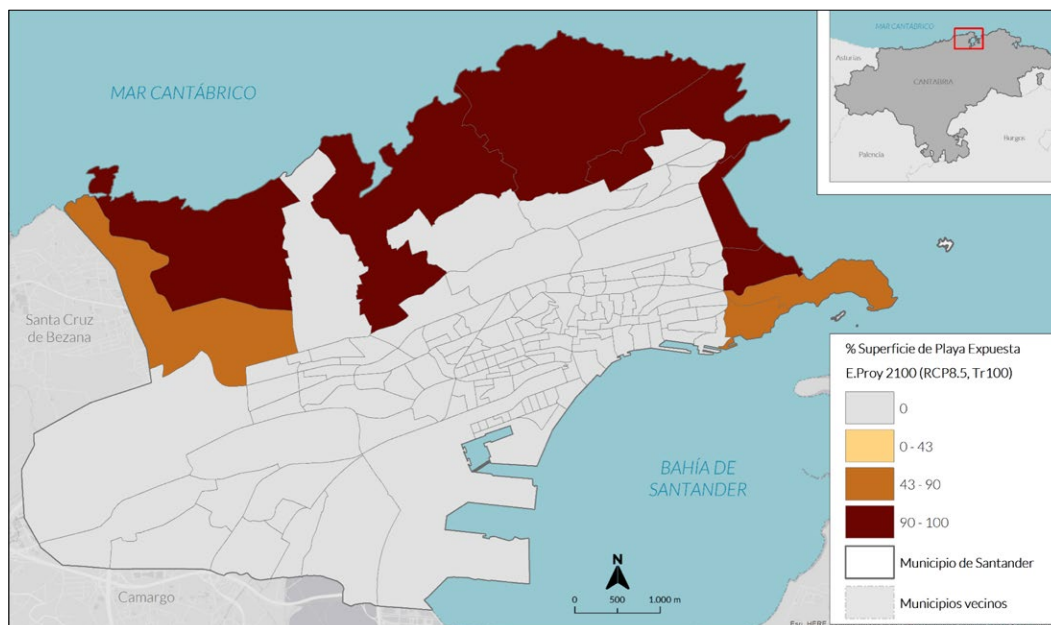 MAR CANTÁBRICO
MAR CANTÁBRICO
Asturias
CANTABRIA
Burgos
Palencia
Santa Cruz
de Bezana
% Superficie de Playa Expuesta
E.Proy 2100 (RCP8.5, Tr100)
0
0 - 43
43 - 90
90 - 100
Municipio de Santander
Municipios vecinos
BAHÍA DE
SANTANDER
N
0 500 1.000 m
Camargo
Esri, HERE